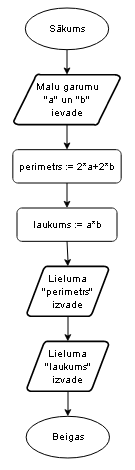 Sākums
Malu garumu
"a" un "b"
ievade
perimetrs := 2*a+2*b
laukums := a*b
Lieluma
"perimetrs"
izvade
Lieluma
"laukums"
izvade
Beigas